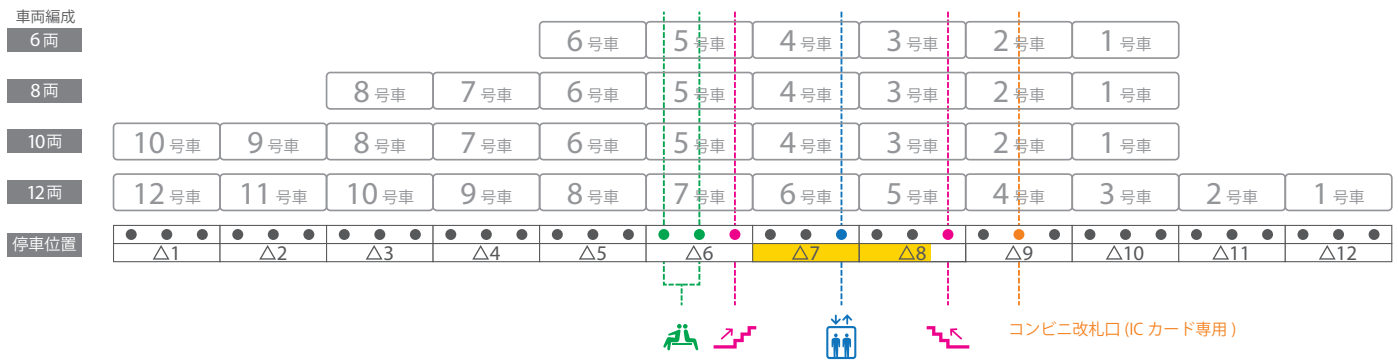 車両編成
6両 6号車 5号車 4号車 3号車 2号車 1号車
8両 8号車 7号車 6号車 5号車 4号車 3号車 2号車 1号車
10両 10号車 9号車 8号車 7号車 6号車 5号車 4号車 3号車 2号車 1号車
12両 12号車 11号車 10号車 9号車 8号車 7号車 6号車 5号車 4号車 3号車 2号車 1号車
停車位置 △1 △2 △3 △4 △5 △6 △7 △8 △9 △10 △11 △12
コンビニ改札口 (IC カード専用 )